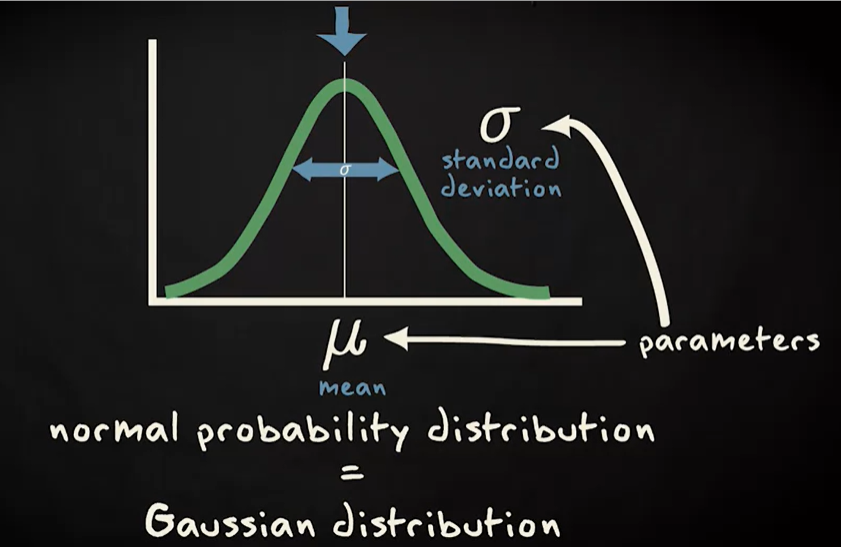 σ
σ
standard
deviation
μ
parameters
mean
normal probability distribution
=
Gaussian distribution